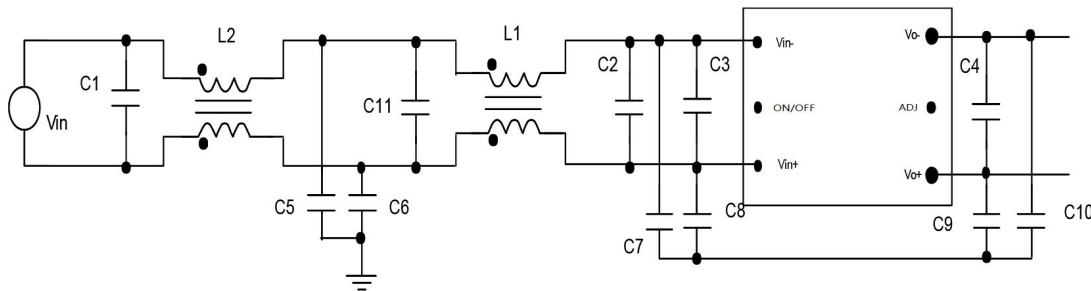 L2
L1
C1
Vin
C11
C5
C6
C2
C3
C7
C8
Vin-
ON/OFF
Vin+
Vo-
ADJ
Vo+
C4
C9
C10